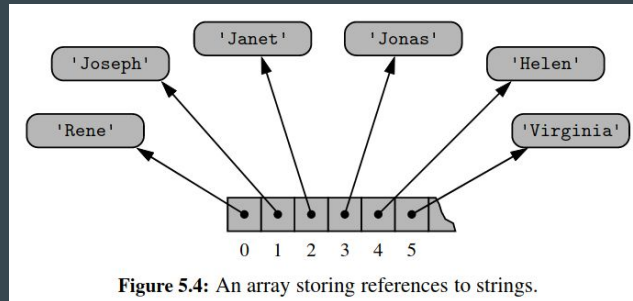 'Janet'
'Jonas'
'Joseph'
'Helen'
'Rene'
'Virginia'
0 1 2 3 4 5
Figure 5.4: An array storing references to strings.